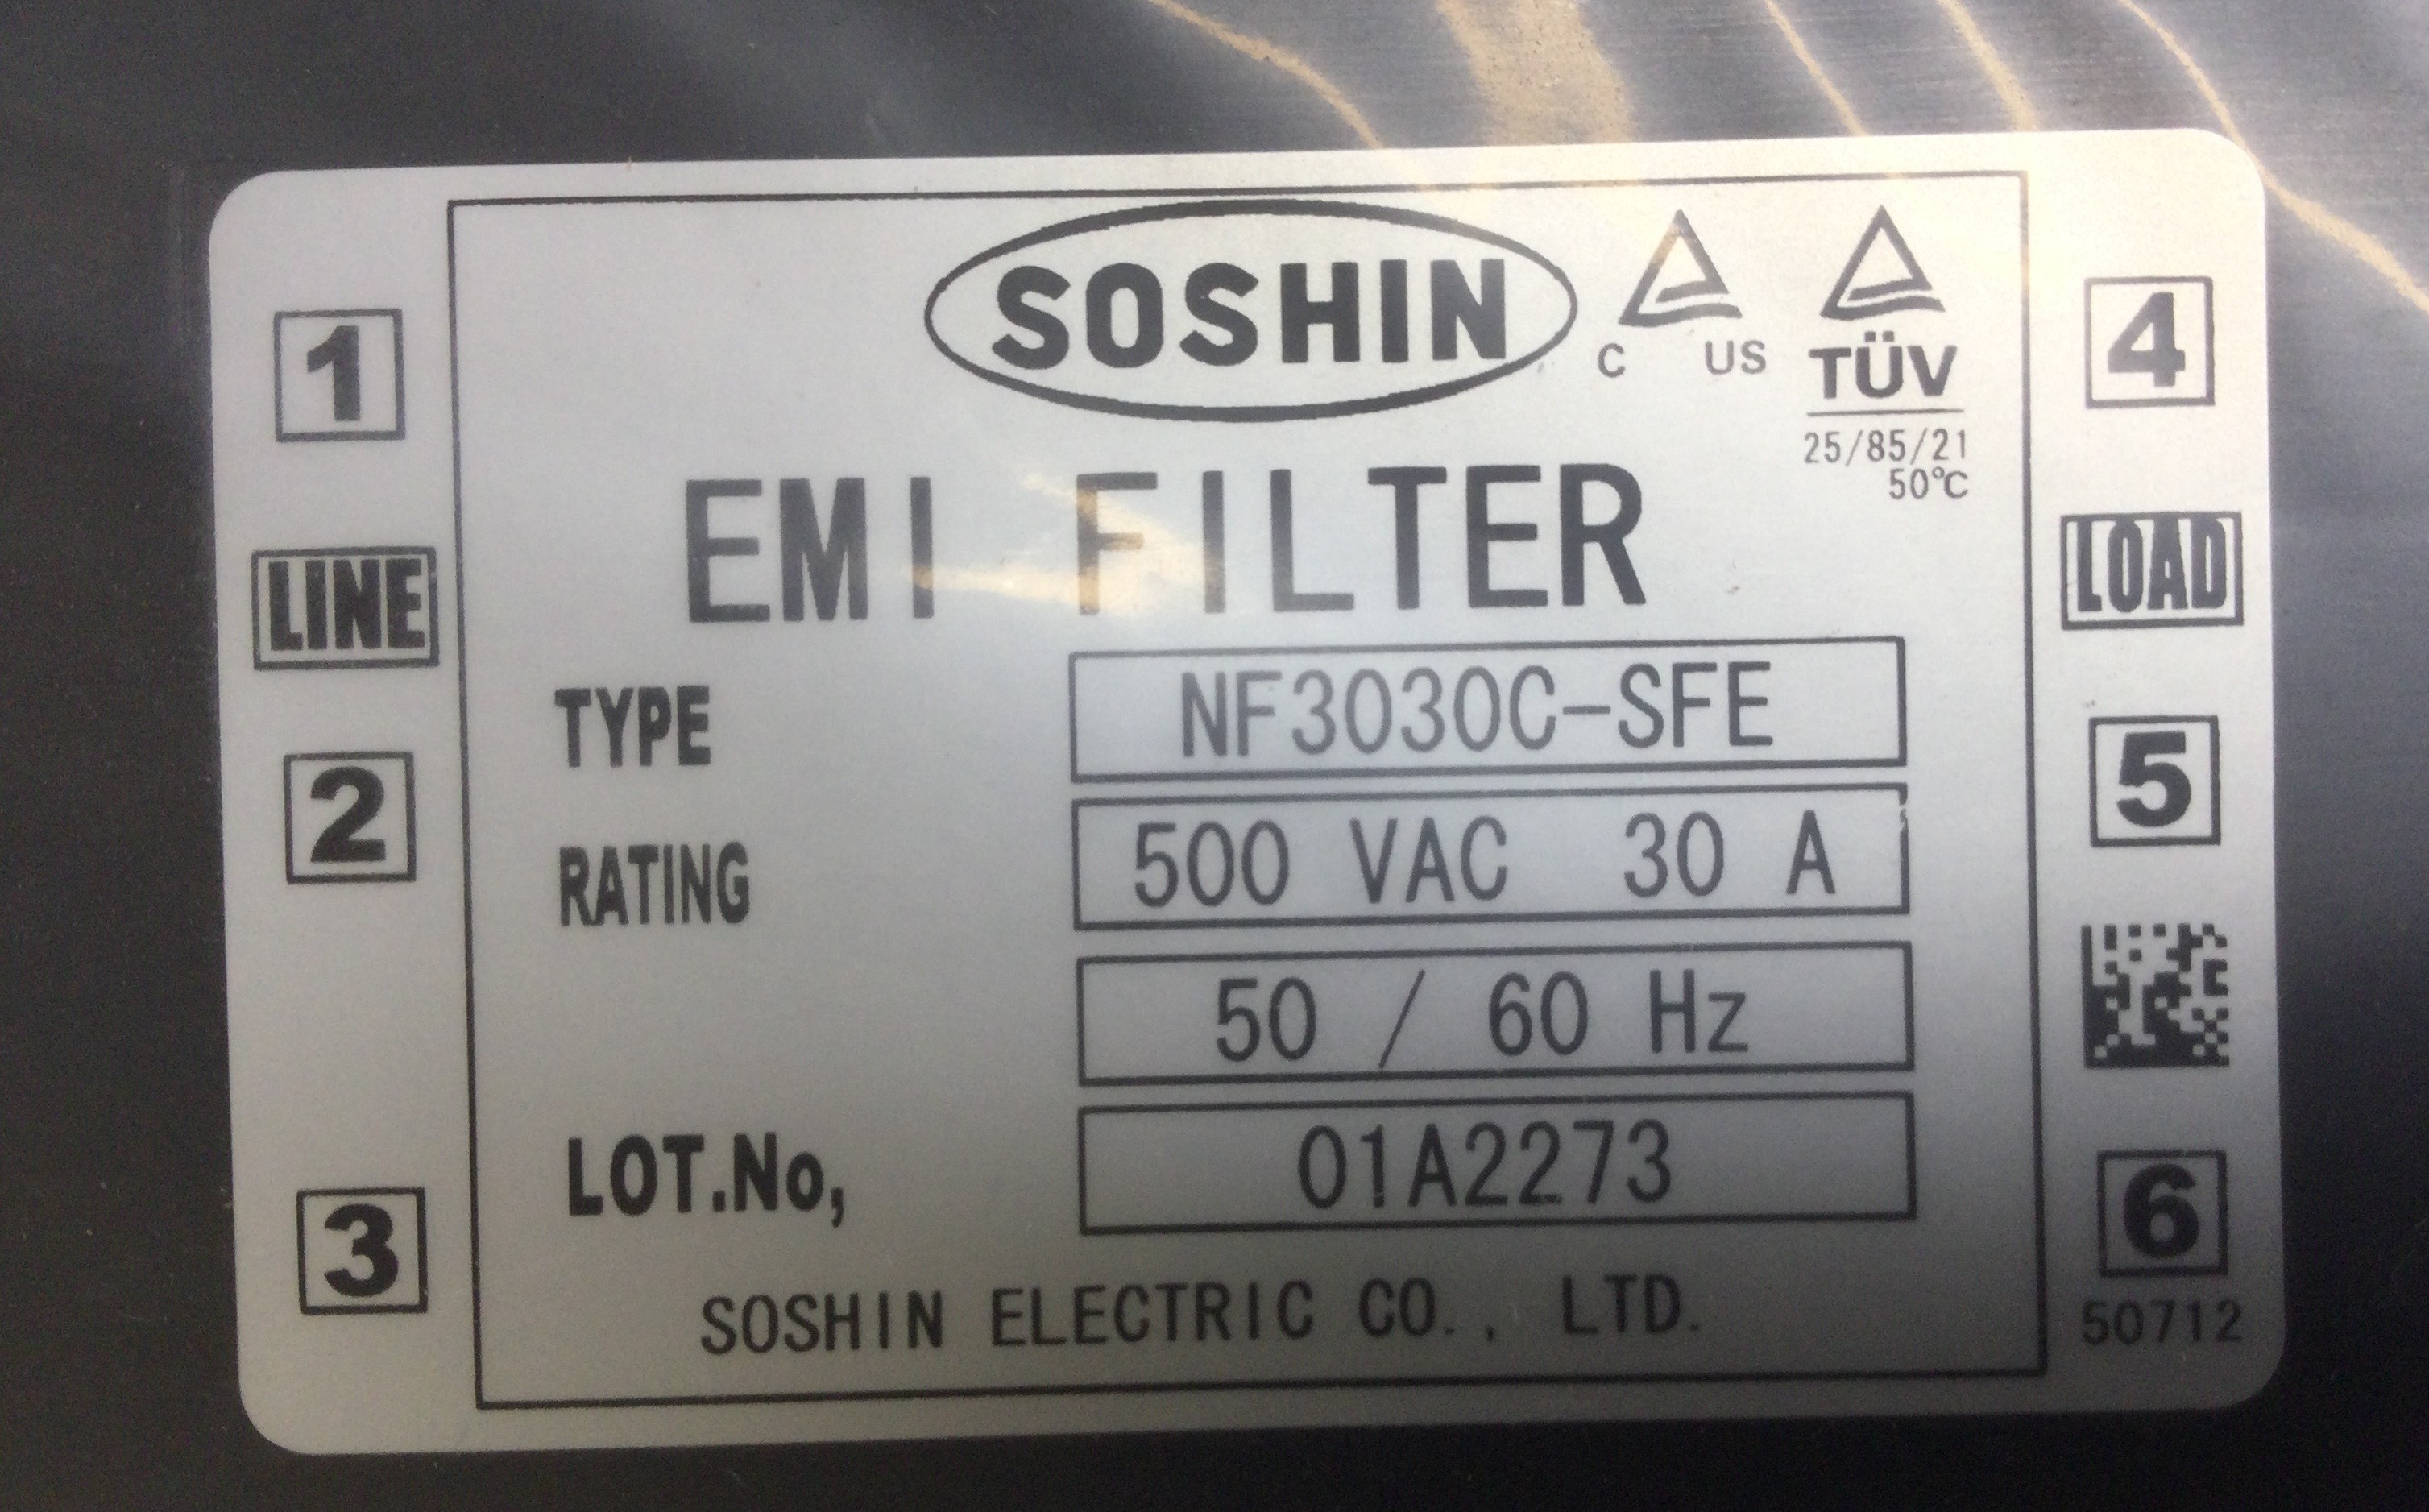 SOSHIN
C US
TÜV
25/85/21
50℃
EMI FILTER
TYPE NF3030C-SFE
RATING 500 VAC 30 A
50 / 60 Hz
LOT.No, 01A2273
SOSHIN ELECTRIC CO., LTD.
1
LINE
2
3
4
LOAD
5
6
50712